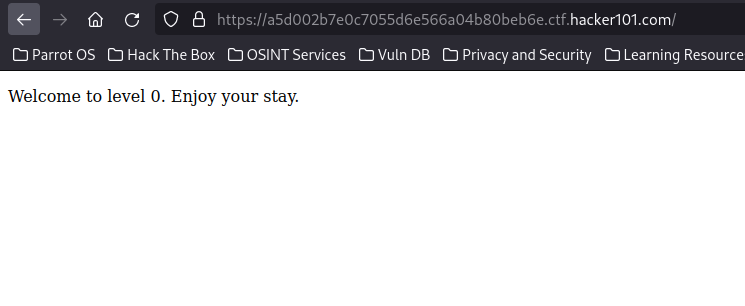 https://a5d002b7e0c7055d6e566a04b80beb6e.ctf.hacker101.com/
Parrot OS Hack The Box OSINT Services Vuln DB Privacy and Security Learning Resource
Welcome to level 0. Enjoy your stay.